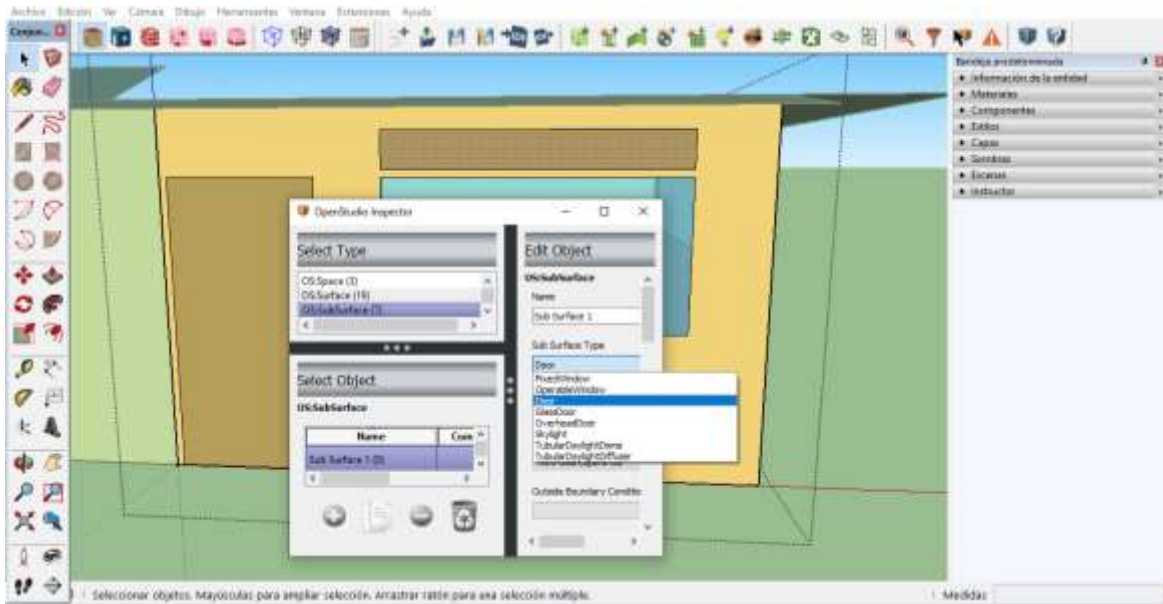 Archivo Edición Ver Cámara Dibujo Herramientas Ventana Extensiones Ayuda
Conjun...
Bandeja predeterminada
Información de la entidad
Materiales
Componentes
Estilos
Capas
Sombras
Escenas
Instructor
OpenStudio Inspector
Select Type
OS:Space (3)
OS:Surface (19)
OS:SubSurface (7)
Select Object
OS:SubSurface
Name Com
Sub Surface 1 (0)
Edit Object
OS:SubSurface
Name
Sub Surface 1
Sub Surface Type
Door
FixedWindow
OperableWindow
Door
GlassDoor
OverheadDoor
Skylight
TubularDaylightDome
TubularDaylightDiffuser
Outside Boundary Conditio
Seleccionar objetos. Mayúsculas para ampliar selección. Arrastrar ratón para una selección múltiple.
Medidas